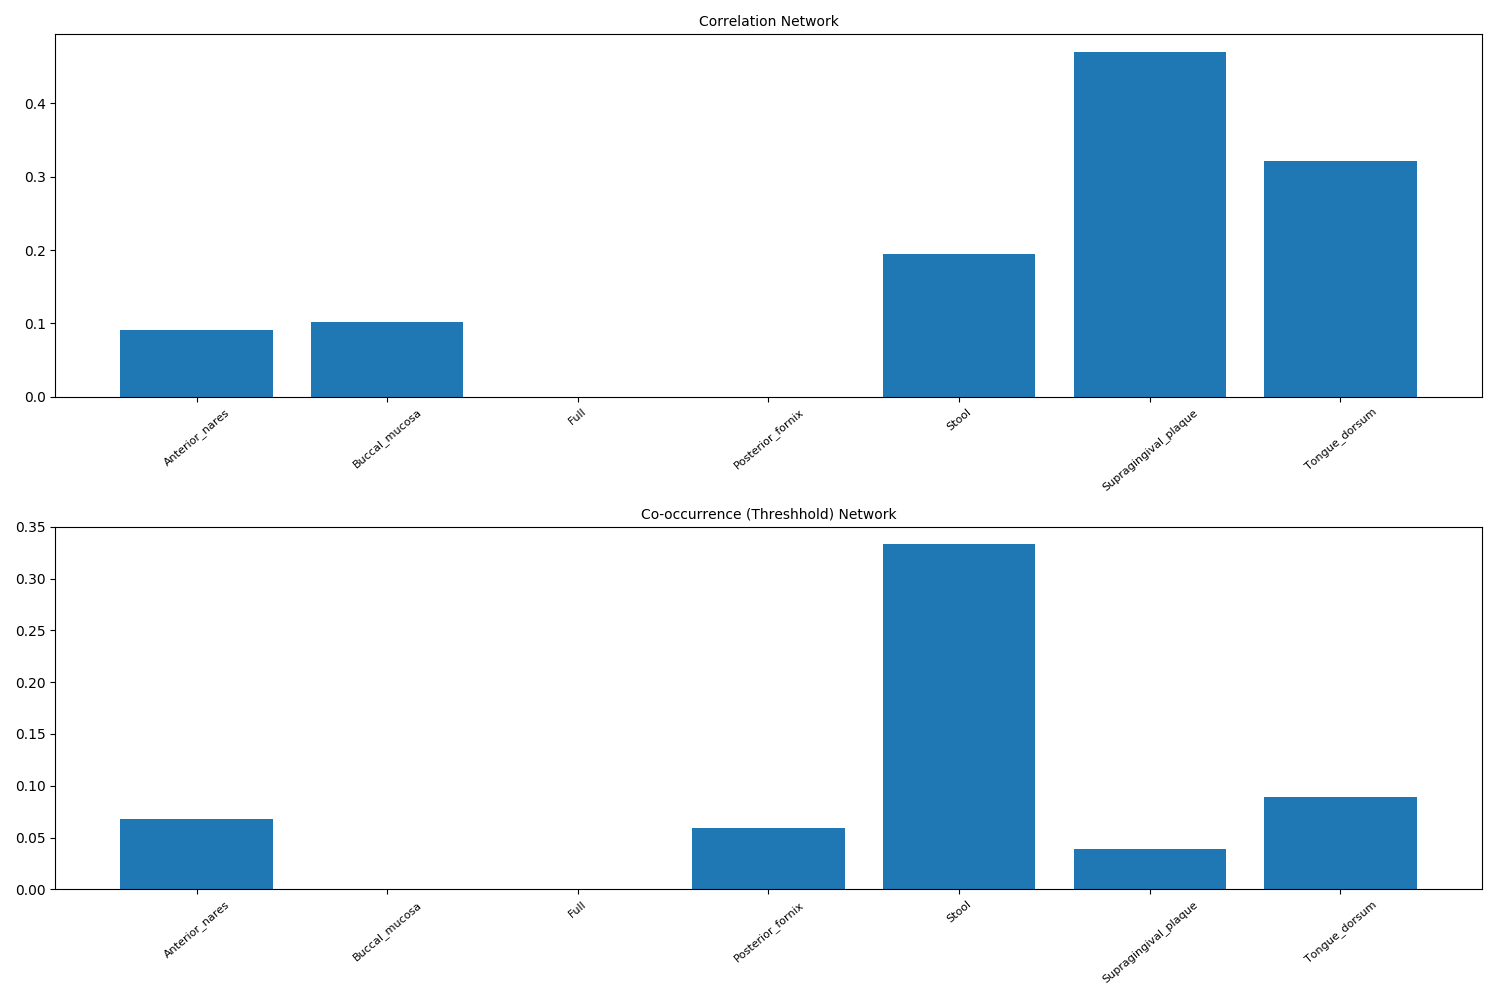 Correlation Network
0.4
0.3
0.2
0.1
0.0
Anterior_nares
Buccal_mucosa
Full
Posterior_fornix
Stool
Supragingival_plaque
Tongue_dorsum
Co-occurrence (Threshhold) Network
0.35
0.30
0.25
0.20
0.15
0.10
0.05
0.00
Anterior_nares
Buccal_mucosa
Full
Posterior_fornix
Stool
Supragingival_plaque
Tongue_dorsum